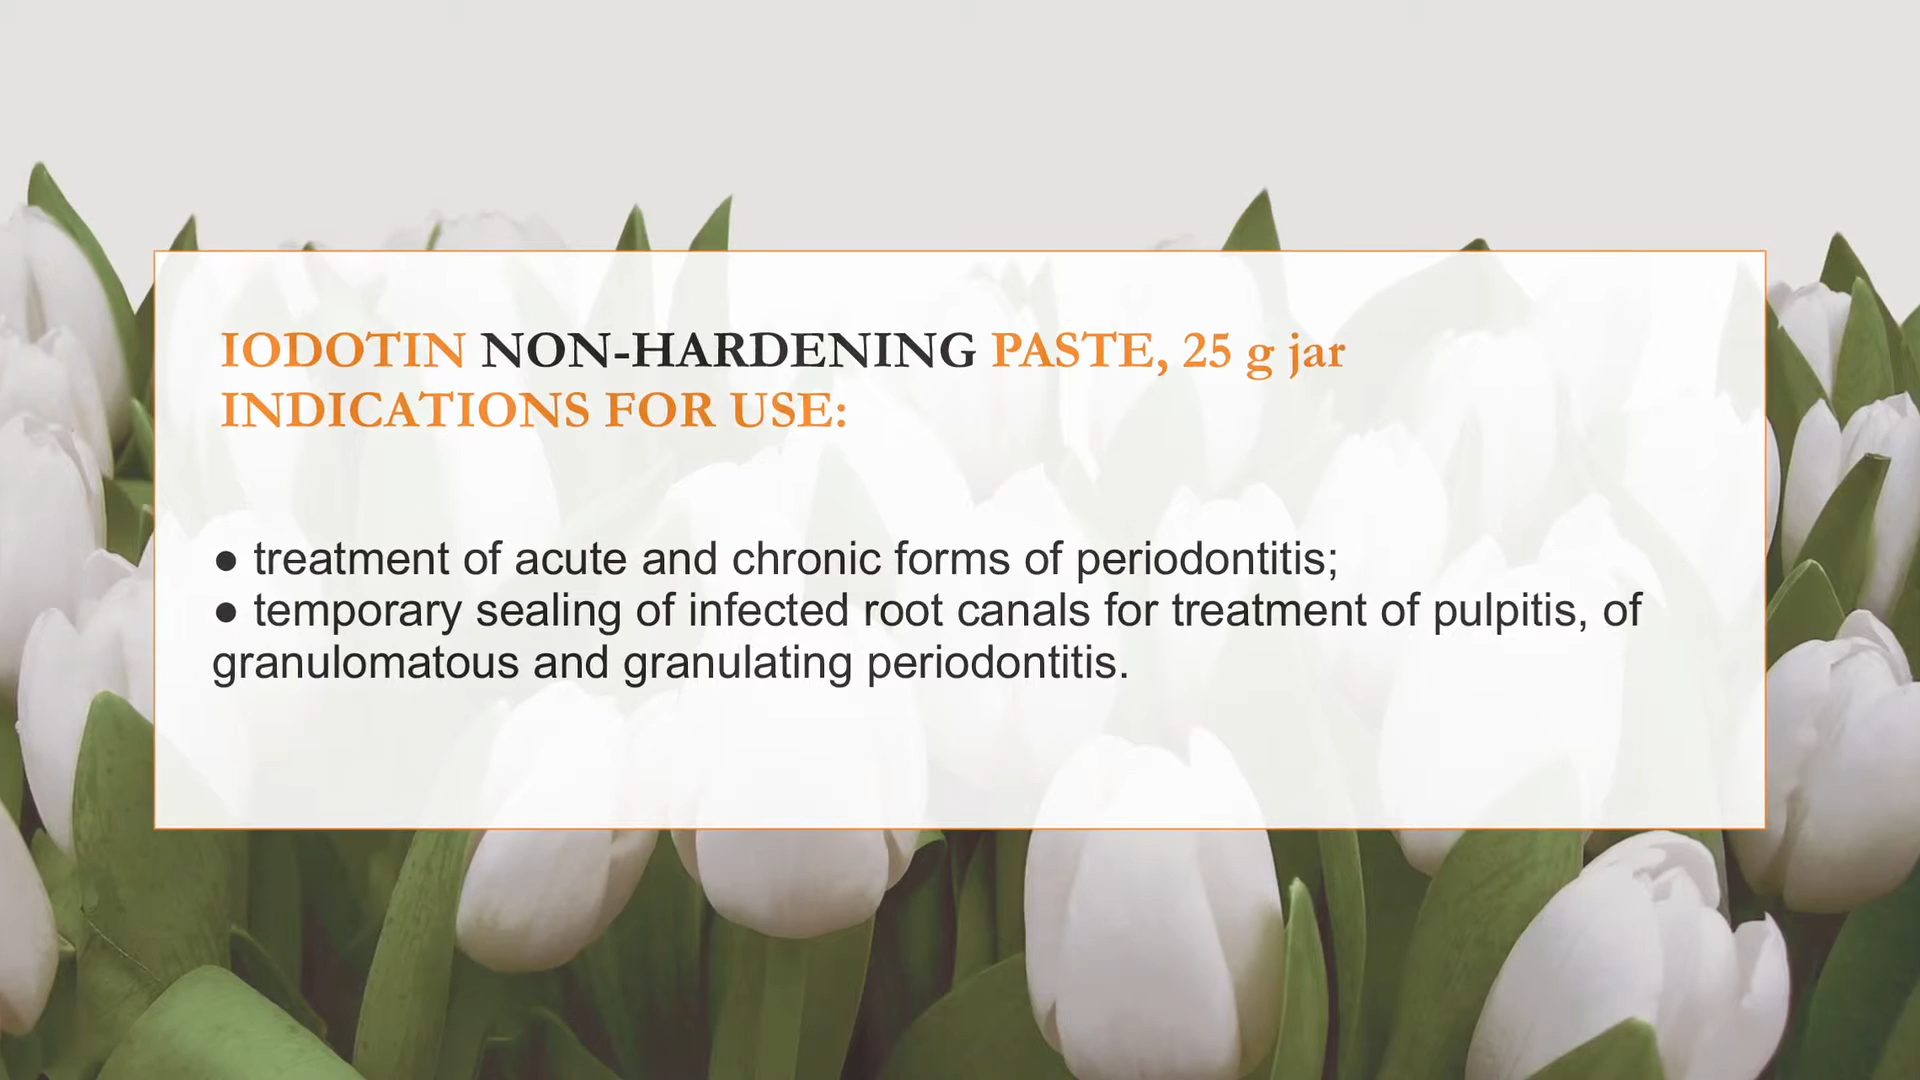 IODOTIN NON-HARDENING PASTE, 25 g jar
INDICATIONS FOR USE:
● treatment of acute and chronic forms of periodontitis;
● temporary sealing of infected root canals for treatment of pulpitis, of
granulomatous and granulating periodontitis.